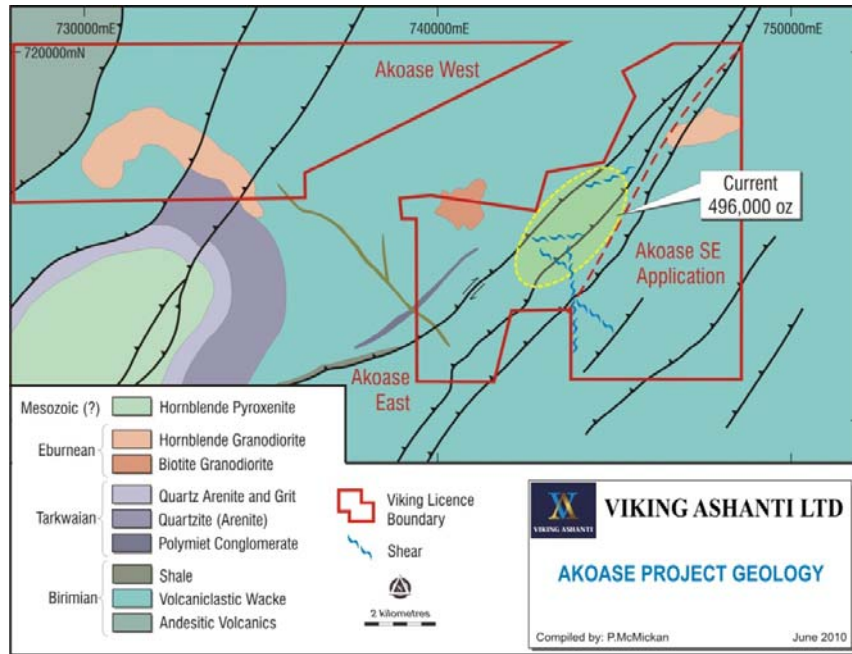 730000mE
740000mE
750000mE
720000mN
Akoase West
Current
496,000 oz
Akoase SE
Application
Akoase
East
Mesozoic (?)
Hornblende Pyroxenite
Eburnean
Hornblende Granodiorite
Biotite Granodiorite
Tarkwaian
Quartz Arenite and Grit
Quartzite (Arenite)
Polymiet Conglomerate
Birimian
Shale
Volcaniclastic Wacke
Andesitic Volcanics
Viking Licence
Boundary
Shear
2 kilometres
VIKING ASHANTI
VIKING ASHANTI LTD
AKOASE PROJECT GEOLOGY
Compiled by: P.McMickan
June 2010